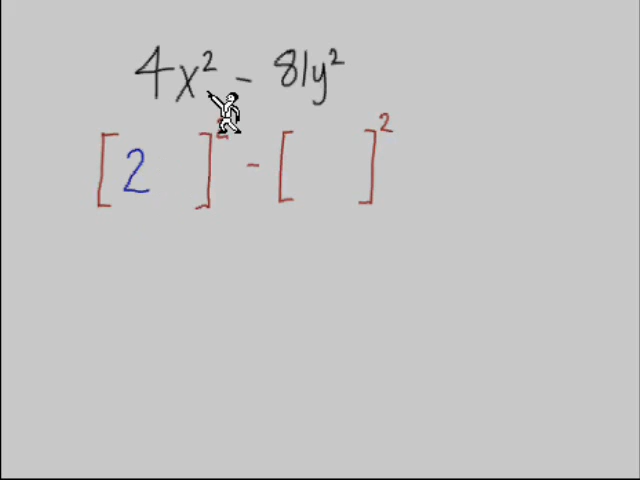 4x² - 81y²
[2 ]² - [ ]²